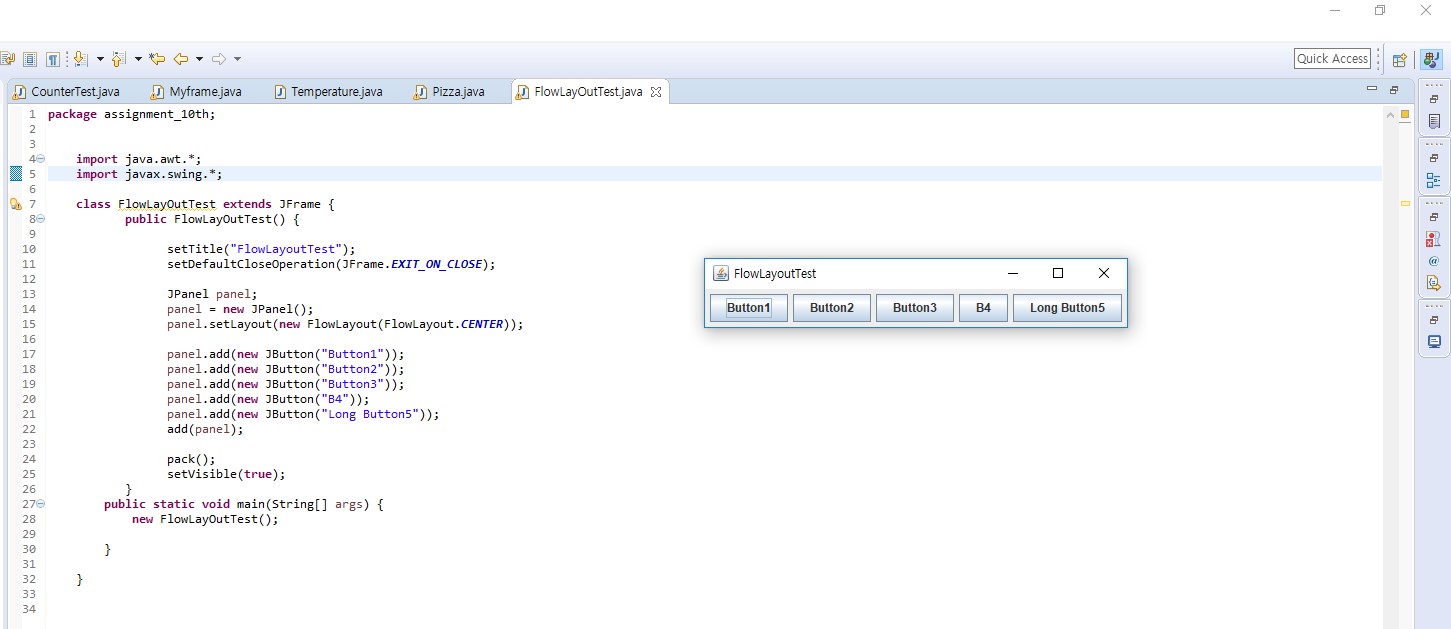 Quick Access
CounterTest.java Myframe.java Temperature.java Pizza.java FlowLayOutTest.java
1 package assignment_10th;
2
3
4 import java.awt.*;
5 import javax.swing.*;
6
7 class FlowLayOutTest extends JFrame {
8 public FlowLayOutTest() {
9
10 setTitle("FlowLayoutTest");
11 setDefaultCloseOperation(JFrame.EXIT_ON_CLOSE);
12
13 JPanel panel;
14 panel = new JPanel();
15 panel.setLayout(new FlowLayout(FlowLayout.CENTER));
16
17 panel.add(new JButton("Button1"));
18 panel.add(new JButton("Button2"));
19 panel.add(new JButton("Button3"));
20 panel.add(new JButton("B4"));
21 panel.add(new JButton("Long Button5"));
22 add(panel);
23
24 pack();
25 setVisible(true);
26 }
27 public static void main(String[] args) {
28 new FlowLayOutTest();
29
30 }
31
32 }
33
34
FlowLayoutTest
Button1 Button2 Button3 B4 Long Button5